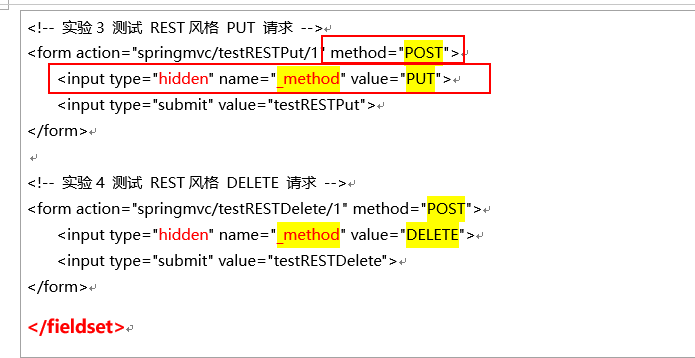 <!-- 实验 3 测试 REST 风格 PUT 请求 -->
<form action="springmvc/testRESTPut/1" method="POST">
<input type="hidden" name="_method" value="PUT">
<input type="submit" value="testRESTPut">
</form>
<!-- 实验 4 测试 REST 风格 DELETE 请求 -->
<form action="springmvc/testRESTDelete/1" method="POST">
<input type="hidden" name="_method" value="DELETE">
<input type="submit" value="testRESTDelete">
</form>
</fieldset>